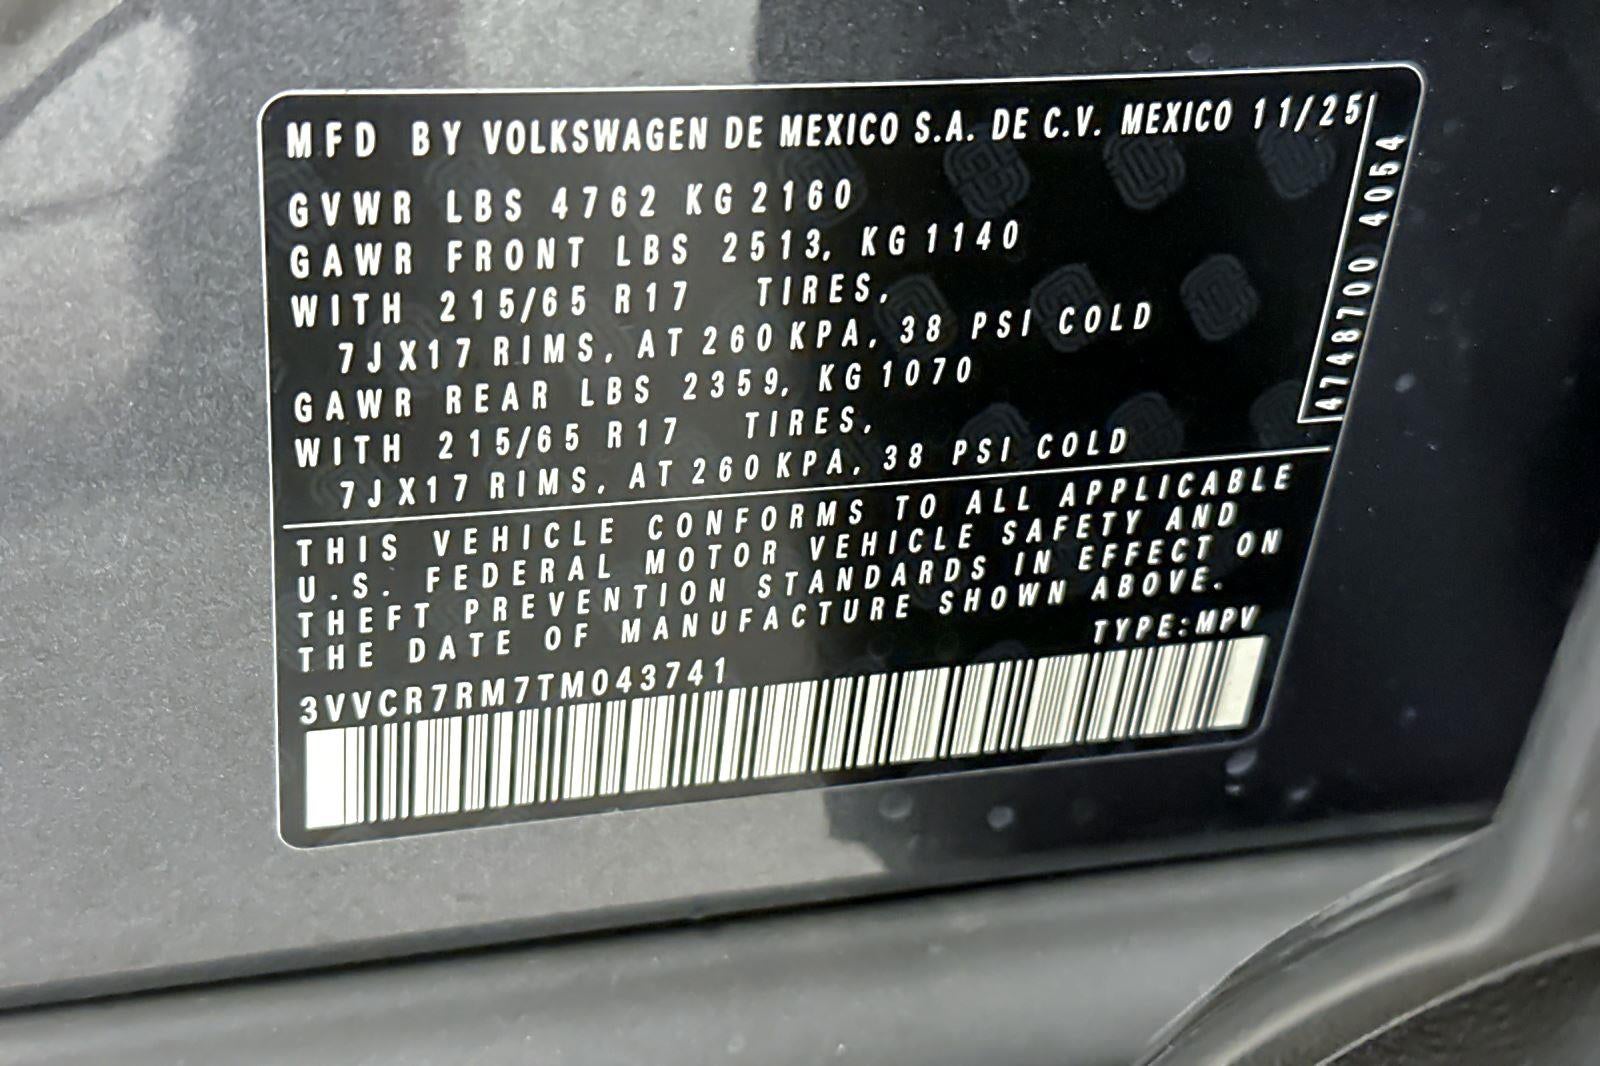 MFD BY VOLKSWAGEN DE MEXICO S.A. DE C.V. MEXICO 11/25
GVWR LBS 4762 KG 2160
GAWR FRONT LBS 2513, KG 1140
WITH 215/65 R17 TIRES,
7JX17 RIMS, AT 260 KPA, 38 PSI COLD
GAWR REAR LBS 2359, KG 1070
WITH 215/65 R17 TIRES,
7JX17 RIMS, AT 260 KPA, 38 PSI COLD
4748700 4054
THIS VEHICLE CONFORMS TO ALL APPLICABLE
U.S. FEDERAL MOTOR VEHICLE SAFETY AND
THEFT PREVENTION STANDARDS IN EFFECT ON
THE DATE OF MANUFACTURE SHOWN ABOVE.
TYPE:MPV
3VVCR7RM7TM043741